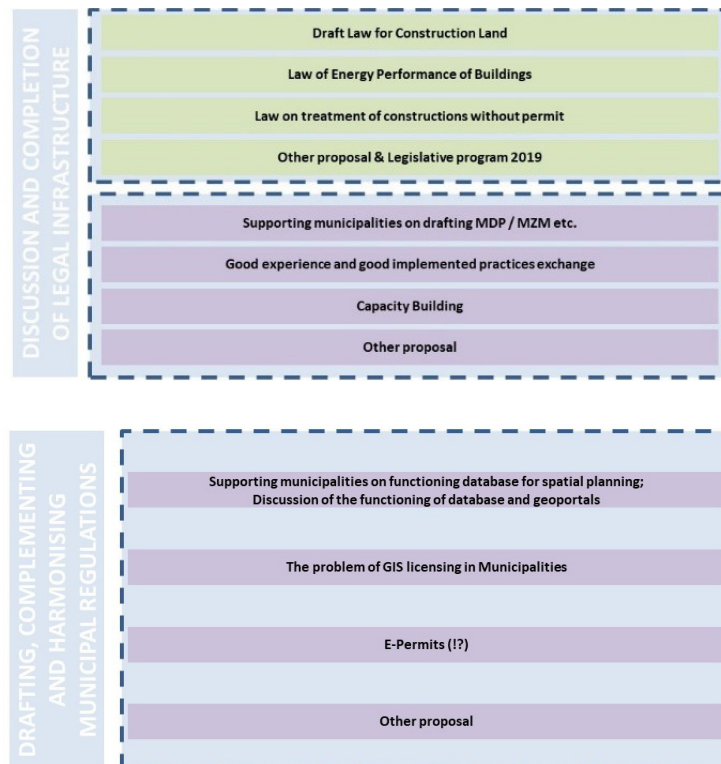 DISCUSSION AND COMPLETION
OF LEGAL INFRASTRUCTURE
Draft Law for Construction Land
Law of Energy Performance of Buildings
Law on treatment of constructions without permit
Other proposal & Legislative program 2019
Supporting municipalities on drafting MDP / MZM etc.
Good experience and good implemented practices exchange
Capacity Building
Other proposal
DRAFTING, COMPLEMENTING
AND HARMONISING
MUNICIPAL REGULATIONS
Supporting municipalities on functioning database for spatial planning;
Discussion of the functioning of database and geoportals
The problem of GIS licensing in Municipalities
E-Permits (!?)
Other proposal